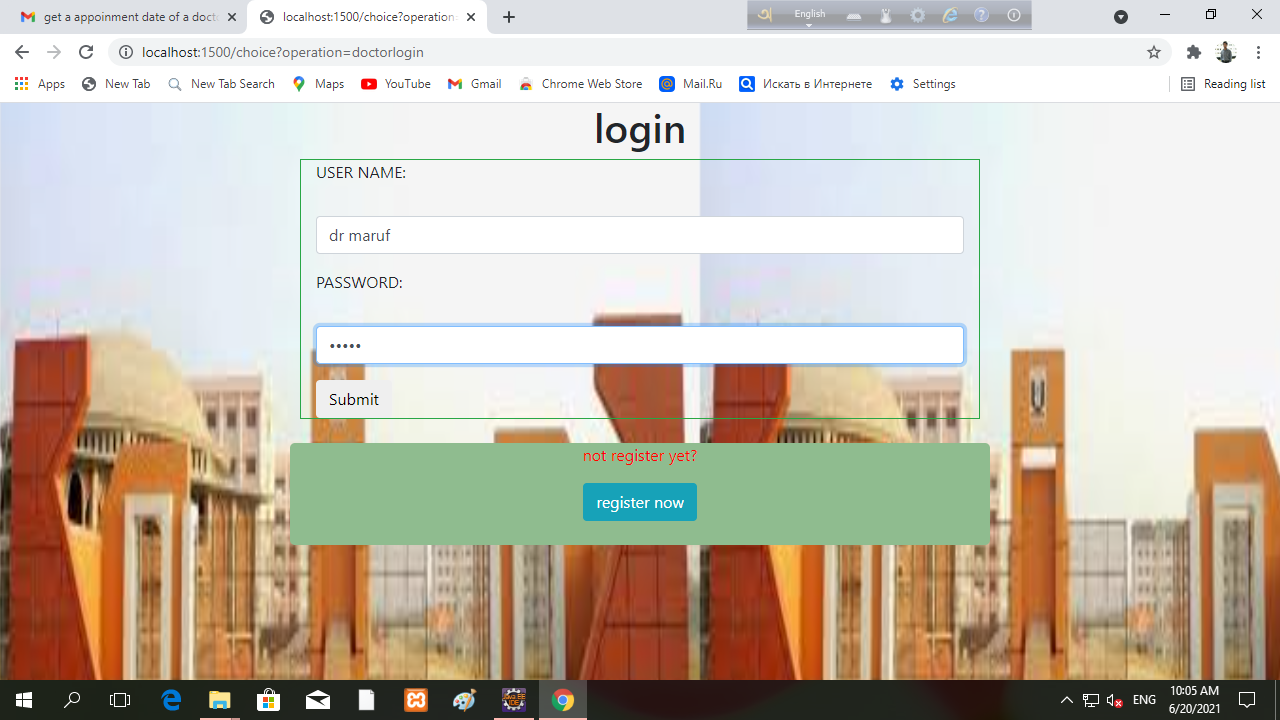 get a appoinment date of a doct
localhost:1500/choice?operation
English
localhost:1500/choice?operation=doctorlogin
Apps
New Tab
New Tab Search
Maps
YouTube
Gmail
Chrome Web Store
Mail.Ru
Искать в Интернете
Settings
Reading list
login
USER NAME:
dr maruf
PASSWORD:
•••••
Submit
not register yet?
register now
ENG
10:05 AM
6/20/2021